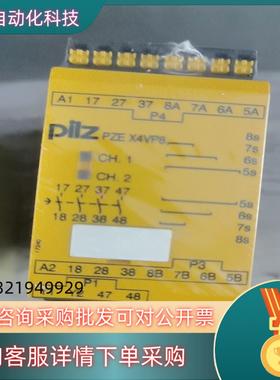 自动化科技
A1 17 27 37 8A 7A 6A 5A
P4
pilz
PZE X4VP8
8s
7s
6s
5s
CH. 1
CH. 2
17 27 37 47
18 28 38 48
8s
7s
6s
5s
P3
A2 18 28 38 8B 7B 6B 5B
P1
47 48
321949929
咨询采购批发可对公开票
客服详情下单采购